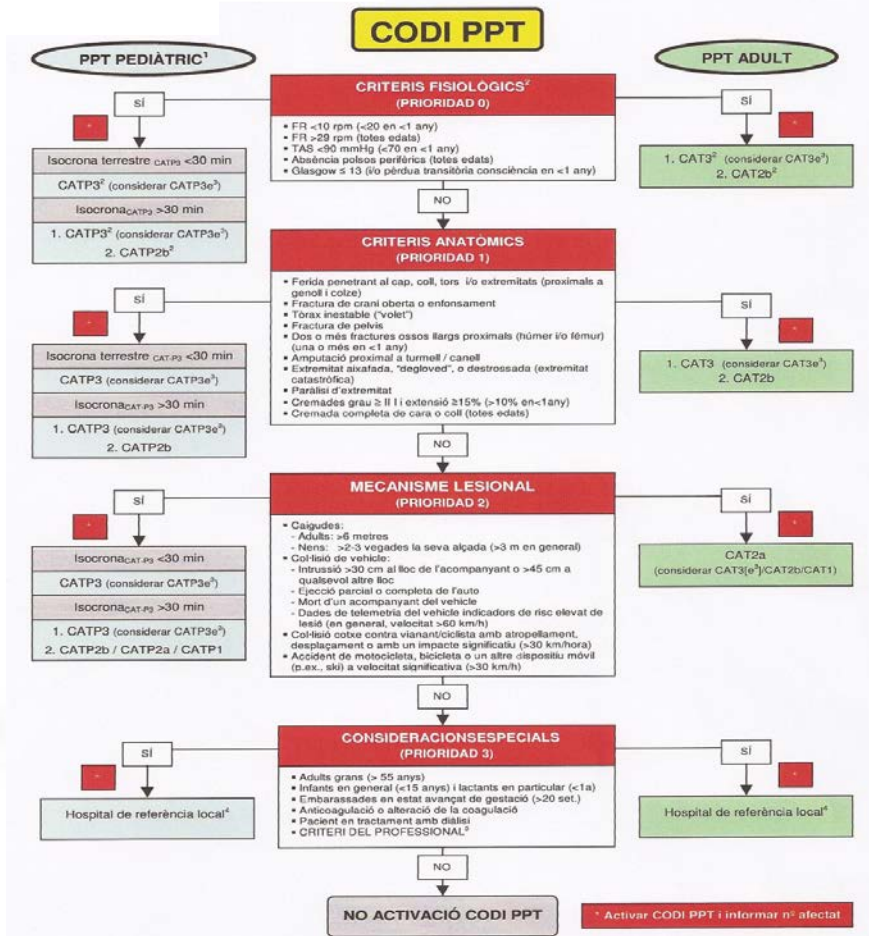 CODI PPT
PPT PEDIÀTRIC¹
PPT ADULT
CRITERIS FISIOLÒGICS²
(PRIORIDAD 0)
▪ FR <10 rpm (<20 en <1 any)
▪ FR >29 rpm (totes edats)
▪ TAS <90 mmHg (<70 en <1 any)
▪ Absència polsos perifèrics (totes edats)
▪ Glasgow ≤ 13 (i/o pèrdua transitòria consciència en <1 any)
SÍ
*
Isocrona terrestre CATP3 <30 min
CATP3² (considerar CATP3e³)
Isocrona CATP3 >30 min
1. CATP3² (considerar CATP3e³)
2. CATP2b²
SÍ
*
1. CAT3² (considerar CAT3e³)
2. CAT2b²
NO
CRITERIS ANATÒMICS
(PRIORIDAD 1)
▪ Ferida penetrant al cap, coll, tors i/o extremitats (proximals a
genoll i colze)
▪ Fractura de crani oberta o enfonsament
▪ Tòrax inestable ("volet")
▪ Fractura de pelvis
▪ Dos o més fractures ossos llargs proximals (húmer i/o fémur)
(una o més en <1 any)
▪ Amputació proximal a turmell / canell
▪ Extremitat aixafada, "degloved", o destrossada (extremitat
catastròfica)
▪ Paràlisi d'extremitat
▪ Cremades grau ≥ II I i extensió ≥15% (>10% en<1any)
▪ Cremada completa de cara o coll (totes edats)
SÍ
*
Isocrona terrestre CAT-P3 <30 min
CATP3 (considerar CATP3e³)
Isocrona CAT-P3 >30 min
1. CATP3 (considerar CATP3e³)
2. CATP2b
SÍ
*
1. CAT3 (considerar CAT3e³)
2. CAT2b
NO
MECANISME LESIONAL
(PRIORIDAD 2)
▪ Caigudes:
- Adults: >6 metres
- Nens: >2-3 vegades la seva alçada (>3 m en general)
▪ Col·lisió de vehicle:
- Intrussió >30 cm al lloc de l'acompanyant o >45 cm a
qualsevol altre lloc
- Ejecció parcial o completa de l'auto
- Mort d'un acompanyant del vehicle
- Dades de telemetria del vehicle indicadors de risc elevat de
lesió (en general, velocitat >60 km/h)
▪ Col·lisió cotxe contra vianant/ciclista amb atropellament,
desplaçament o amb un impacte significatiu (>30 km/hora)
▪ Accident de motocicleta, bicicleta o un altre dispositiu móvil
(p.ex., ski) a velocitat significativa (>30 km/h)
SÍ
*
Isocrona CAT-P3 <30 min
CATP3 (considerar CATP3e³)
Isocrona CAT-P3 >30 min
1. CATP3 (considerar CATP3e³)
2. CATP2b / CATP2a / CATP1
SÍ
*
CAT2a
(considerar CAT3[e³]/CAT2b/CAT1)
NO
CONSIDERACIONSESPECIALS
(PRIORIDAD 3)
▪ Adults grans (> 55 anys)
▪ Infants en general (<15 anys) i lactants en particular (<1a)
▪ Embarassades en estat avançat de gestació (>20 set.)
▪ Anticoagulació o alteració de la coagulació
▪ Pacient en tractament amb diàlisi
▪ CRITERI DEL PROFESSIONAL
SÍ
*
Hospital de referència local⁴
SÍ
*
Hospital de referència local⁴
NO
NO ACTIVACIÓ CODI PPT
* Activar CODI PPT i informar nº afectat